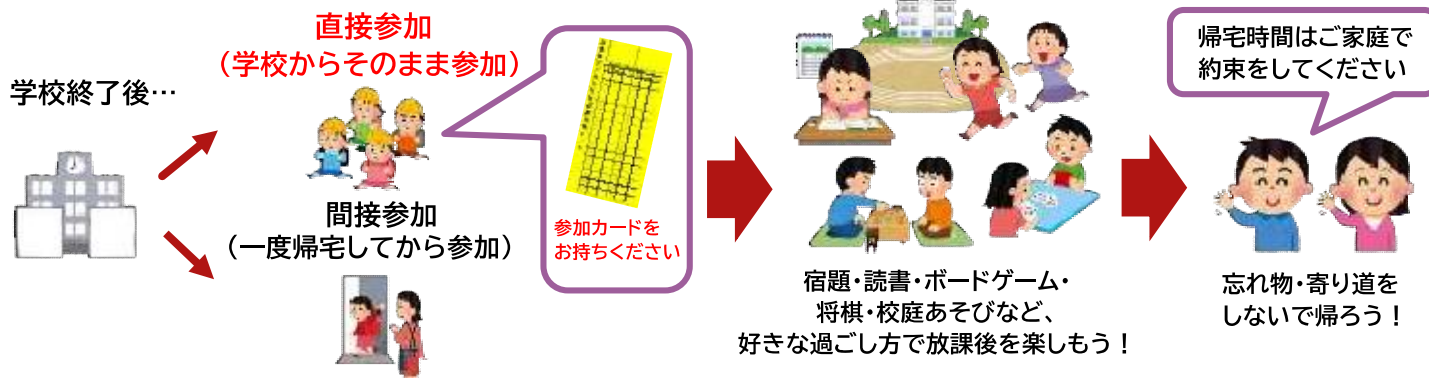 学校終了後…
直接参加
（学校からそのまま参加）
間接参加
（一度帰宅してから参加）
参加カードを
お持ちください
宿題・読書・ボードゲーム・
将棋・校庭あそびなど、
好きな過ごし方で放課後を楽しもう！
帰宅時間はご家庭で
約束をしてください
忘れ物・寄り道を
しないで帰ろう！